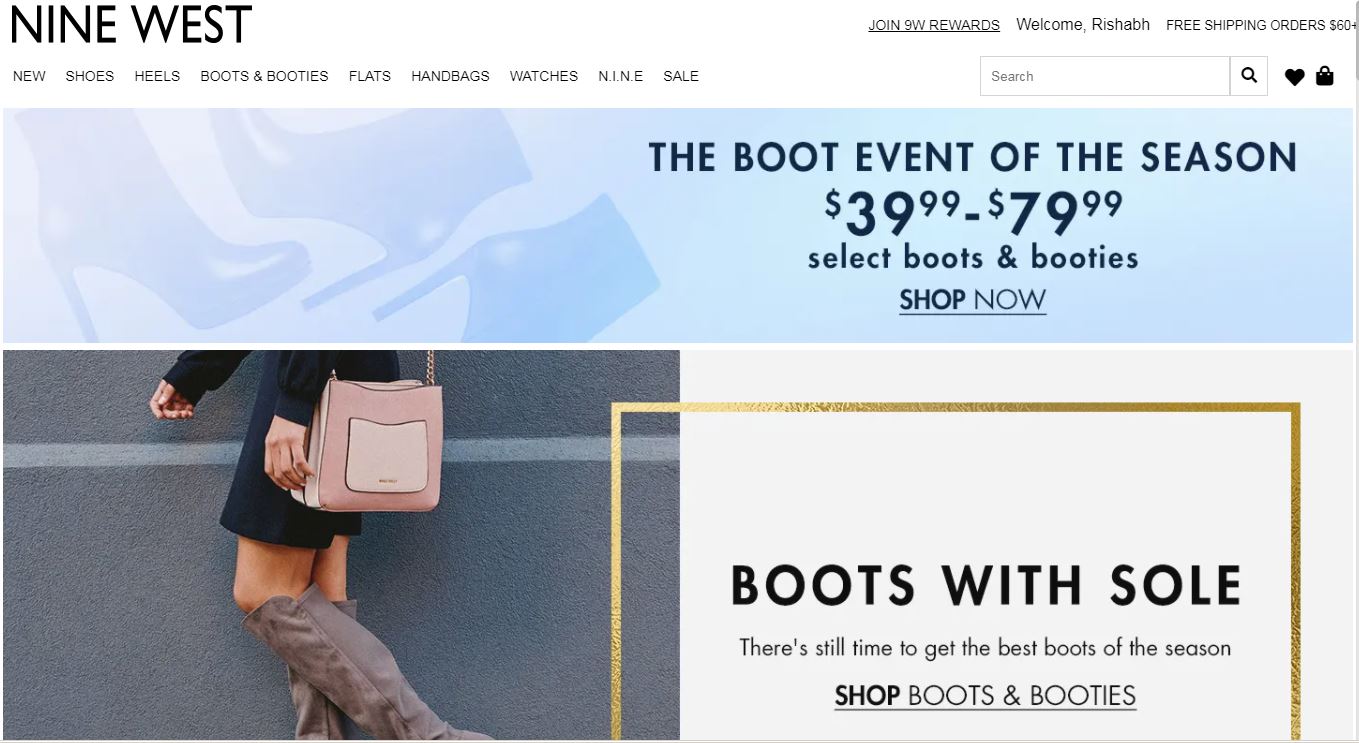 NINE WEST
JOIN 9W REWARDS Welcome, Rishabh FREE SHIPPING ORDERS $60+
NEW SHOES HEELS BOOTS & BOOTIES FLATS HANDBAGS WATCHES N.I.N.E SALE
Search
THE BOOT EVENT OF THE SEASON
$39.99-$79.99
select boots & booties
SHOP NOW
BOOTS WITH SOLE
There's still time to get the best boots of the season
SHOP BOOTS & BOOTIES